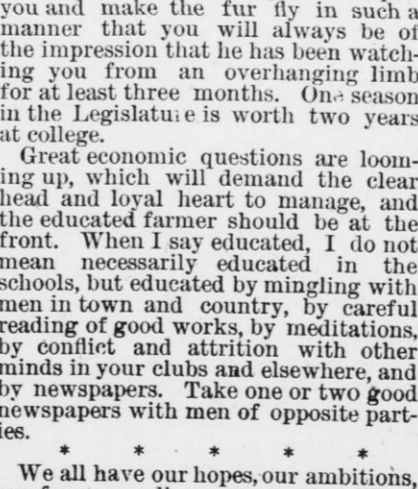 you and make the fur fly in such a
manner that you will always be of
the impression that he has been watch-
ing you from an overhanging limb
for at least three months. One season
in the Legislature is worth two years
at college.
Great economic questions are loom-
ing up, which will demand the clear
head and loyal heart to manage, and
the educated farmer should be at the
front. When I say educated, I do not
mean necessarily educated in the
schools, but educated by mingling with
men in town and country, by careful
reading of good works, by meditations,
by conflict and attrition with other
minds in your clubs and elsewhere, and
by newspapers. Take one or two good
newspapers with men of opposite part-
ies.
* * * * *
We all have our hopes, our ambitions,